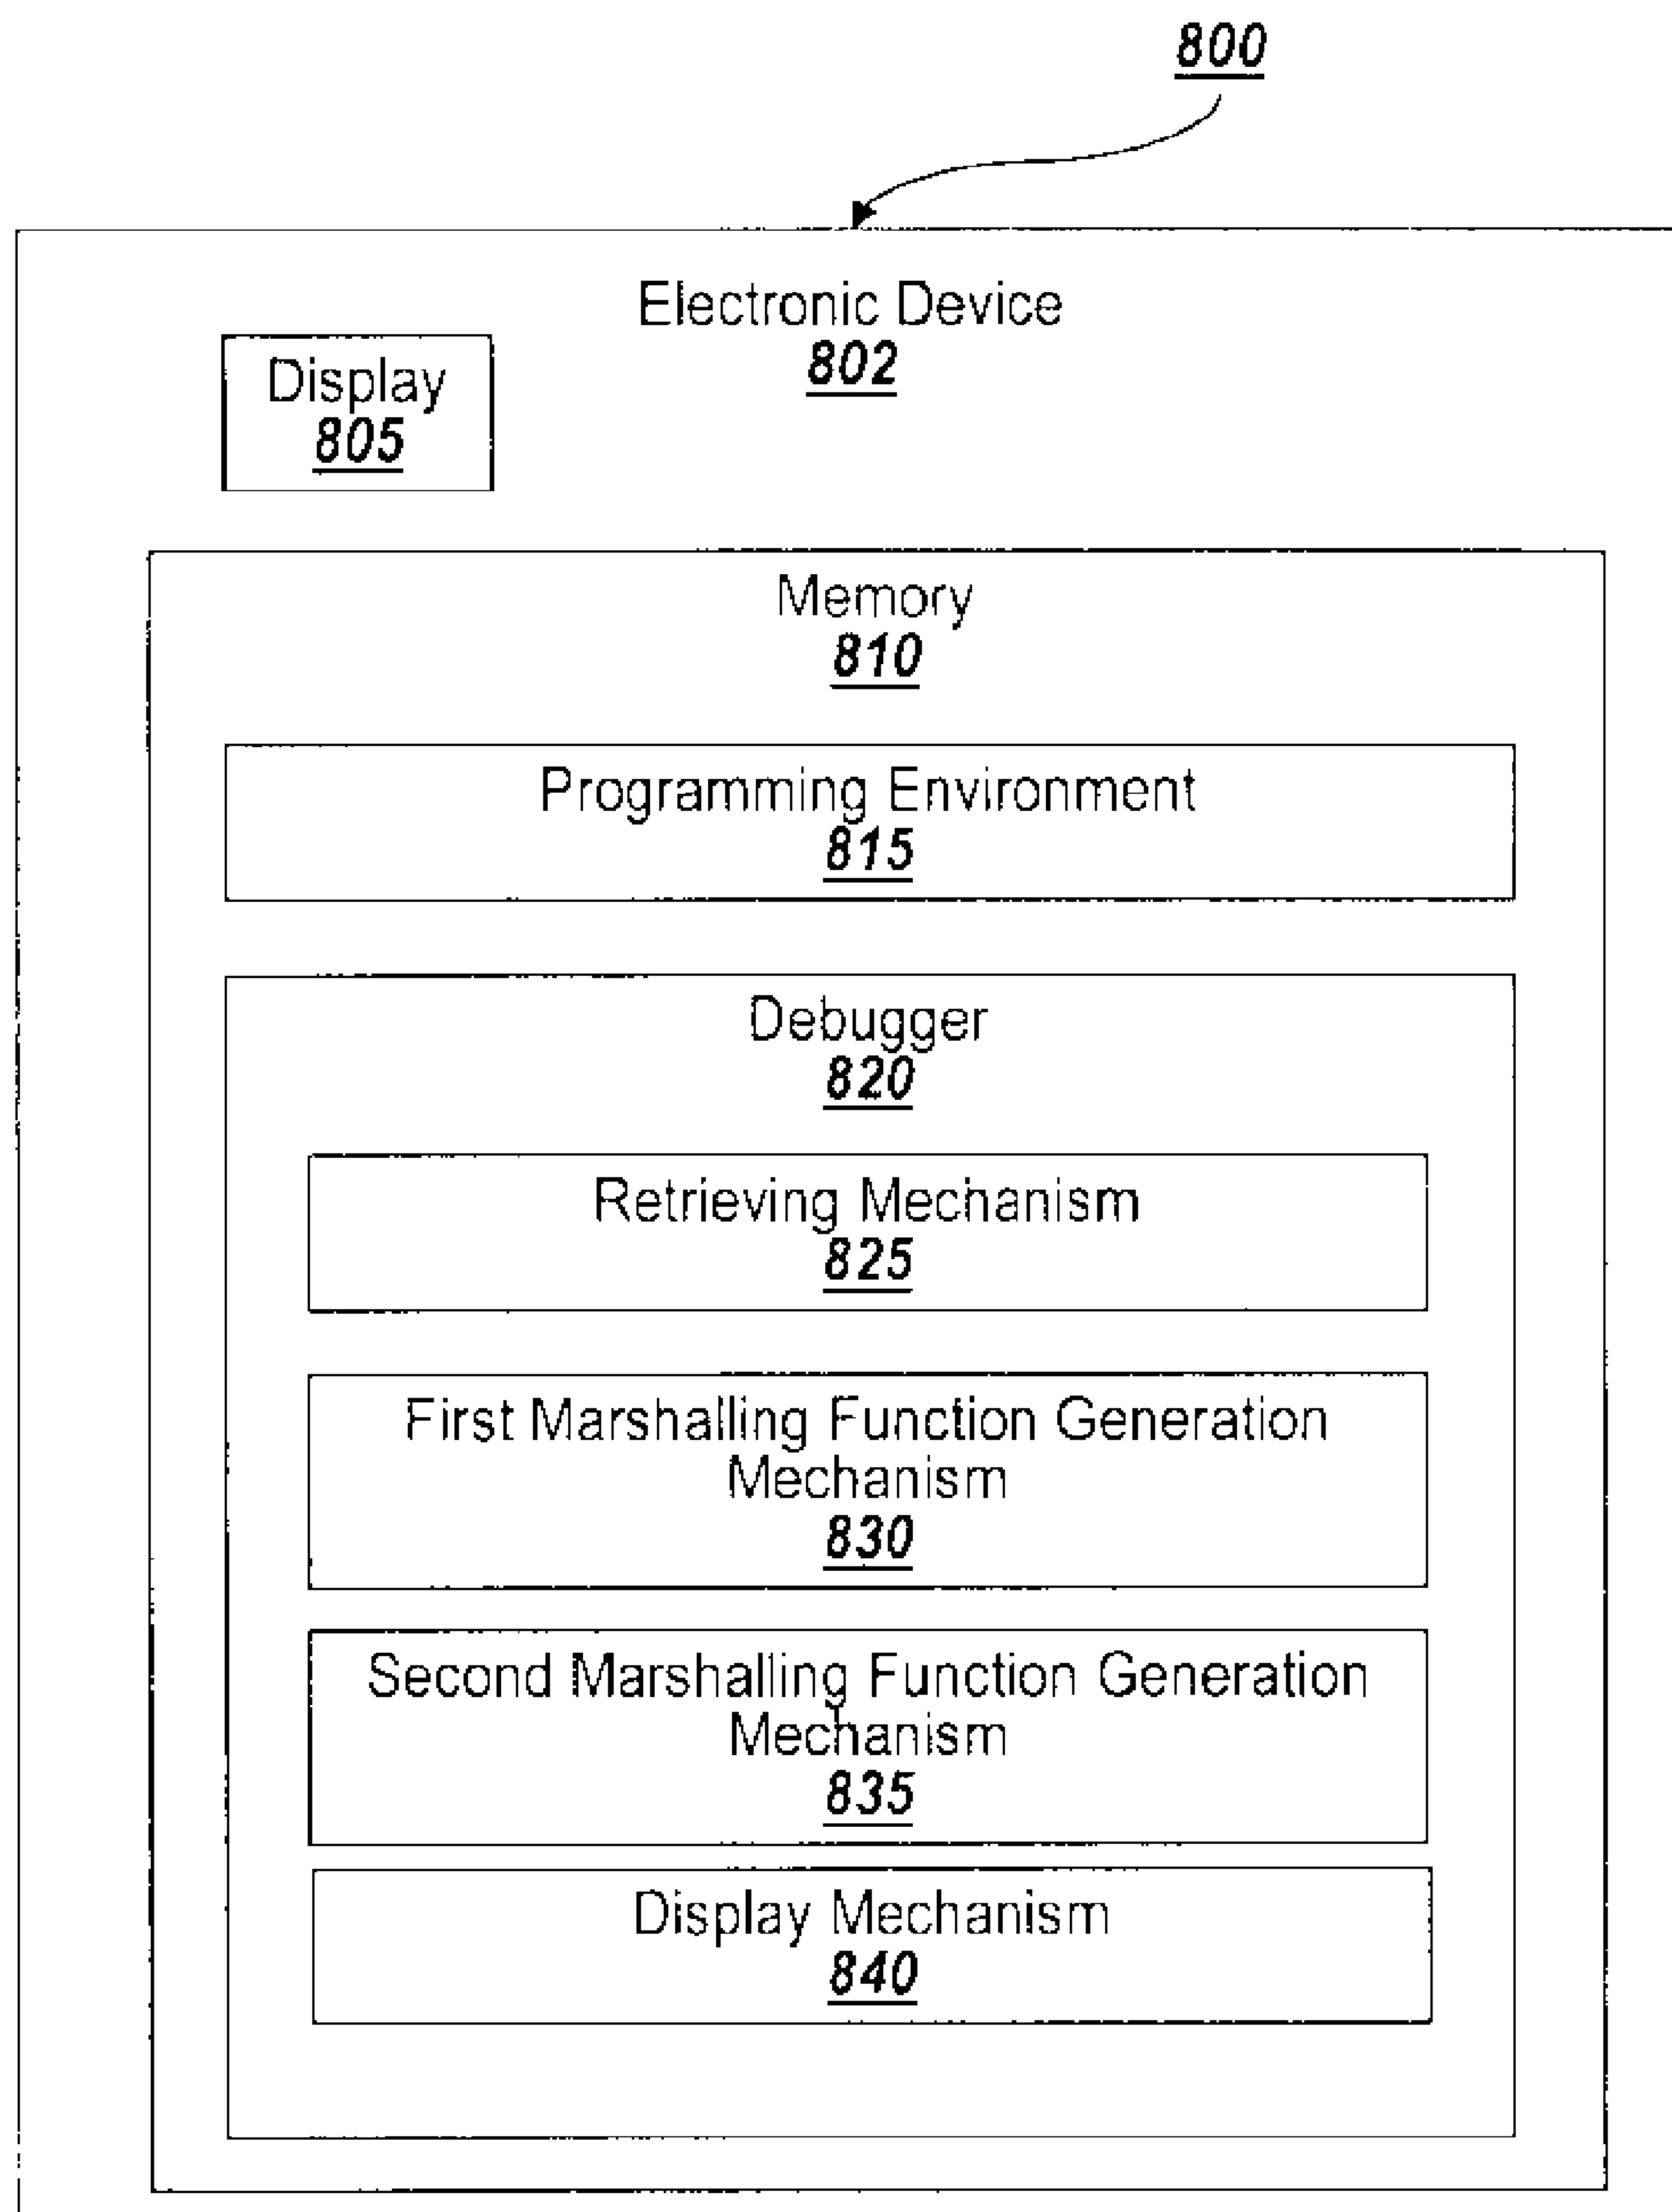 800
Electronic Device
802
Display
805
Memory
810
Programming Environment
815
Debugger
820
Retrieving Mechanism
825
First Marshalling Function Generation
Mechanism
830
Second Marshalling Function Generation
Mechanism
835
Display Mechanism
840